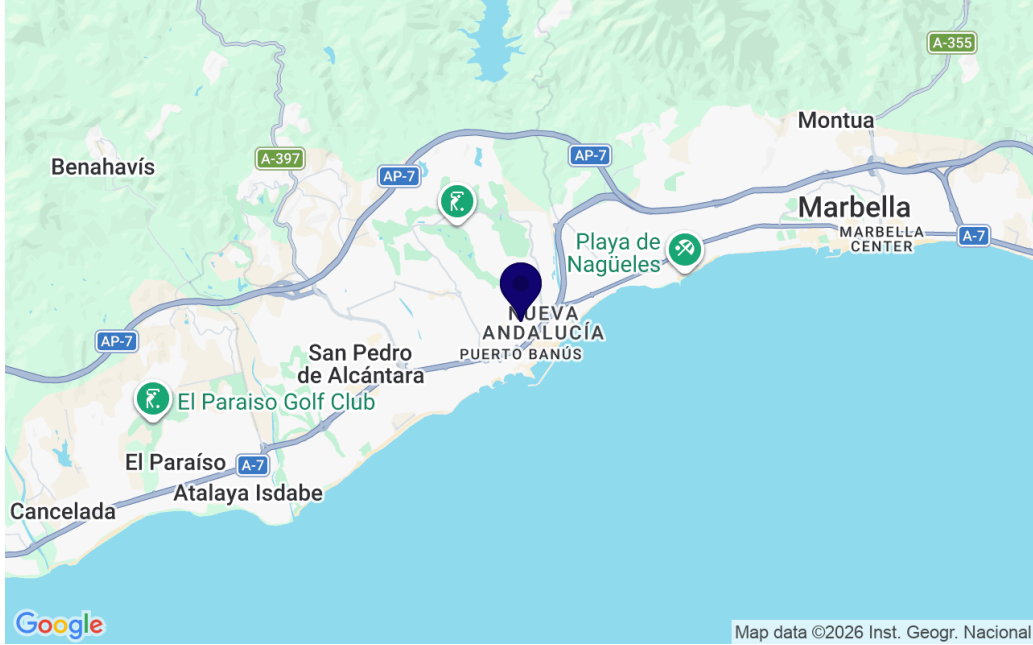 A-355
Montua
Benahavís
A-397
AP-7
AP-7
Marbella
MARBELLA
CENTER
A-7
Playa de
Nagüeles
NUEVA
ANDALUCÍA
PUERTO BANÚS
AP-7
San Pedro
de Alcántara
El Paraiso Golf Club
El Paraíso
A-7
Atalaya Isdabe
Cancelada
Google
Map data ©2026 Inst. Geogr. Nacional